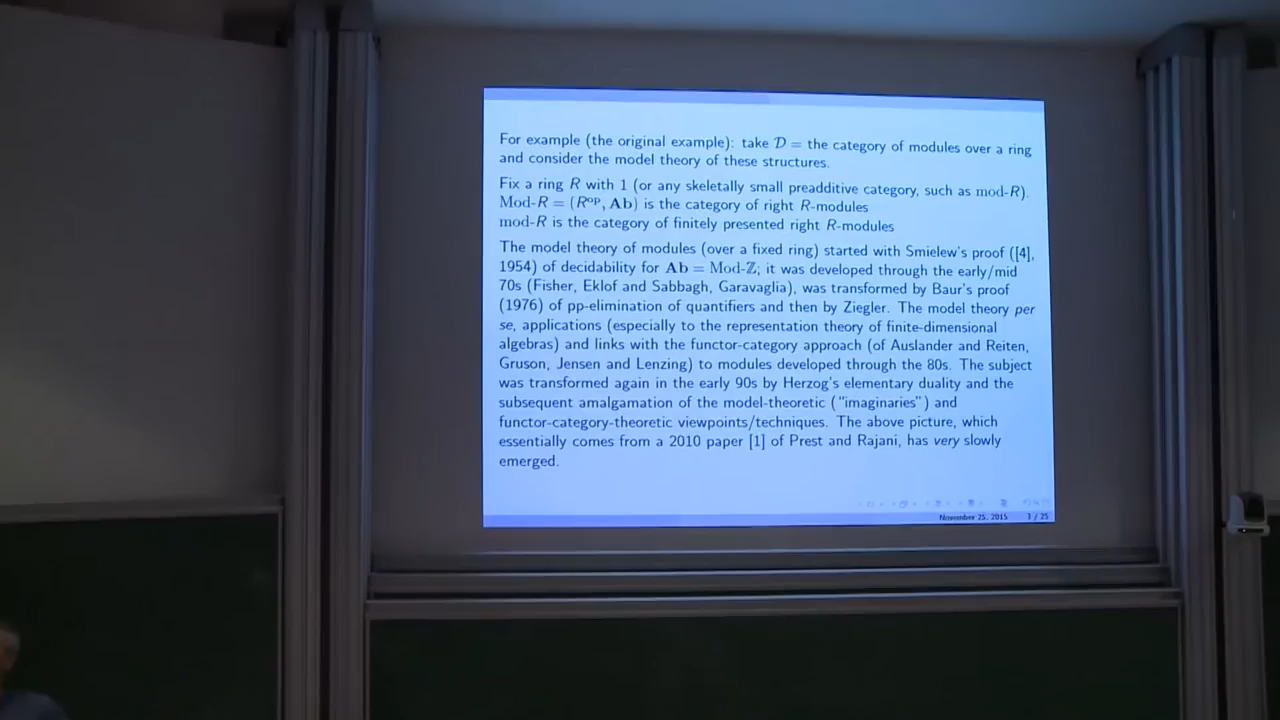 For example (the original example): take 𝒟 = the category of modules over a ring
and consider the model theory of these structures.
Fix a ring R with 1 (or any skeletally small preadditive category, such as mod-R).
Mod-R = (Rᵒᵖ, Ab) is the category of right R-modules
mod-R is the category of finitely presented right R-modules
The model theory of modules (over a fixed ring) started with Smielew's proof ([4],
1954) of decidability for Ab = Mod-ℤ; it was developed through the early/mid
70s (Fisher, Eklof and Sabbagh, Garavaglia), was transformed by Baur's proof
(1976) of pp-elimination of quantifiers and then by Ziegler. The model theory per
se, applications (especially to the representation theory of finite-dimensional
algebras) and links with the functor-category approach (of Auslander and Reiten,
Gruson, Jensen and Lenzing) to modules developed through the 80s. The subject
was transformed again in the early 90s by Herzog's elementary duality and the
subsequent amalgamation of the model-theoretic ("imaginaries") and
functor-category-theoretic viewpoints/techniques. The above picture, which
essentially comes from a 2010 paper [1] of Prest and Rajani, has very slowly
emerged.
November 25, 2015 3 / 25